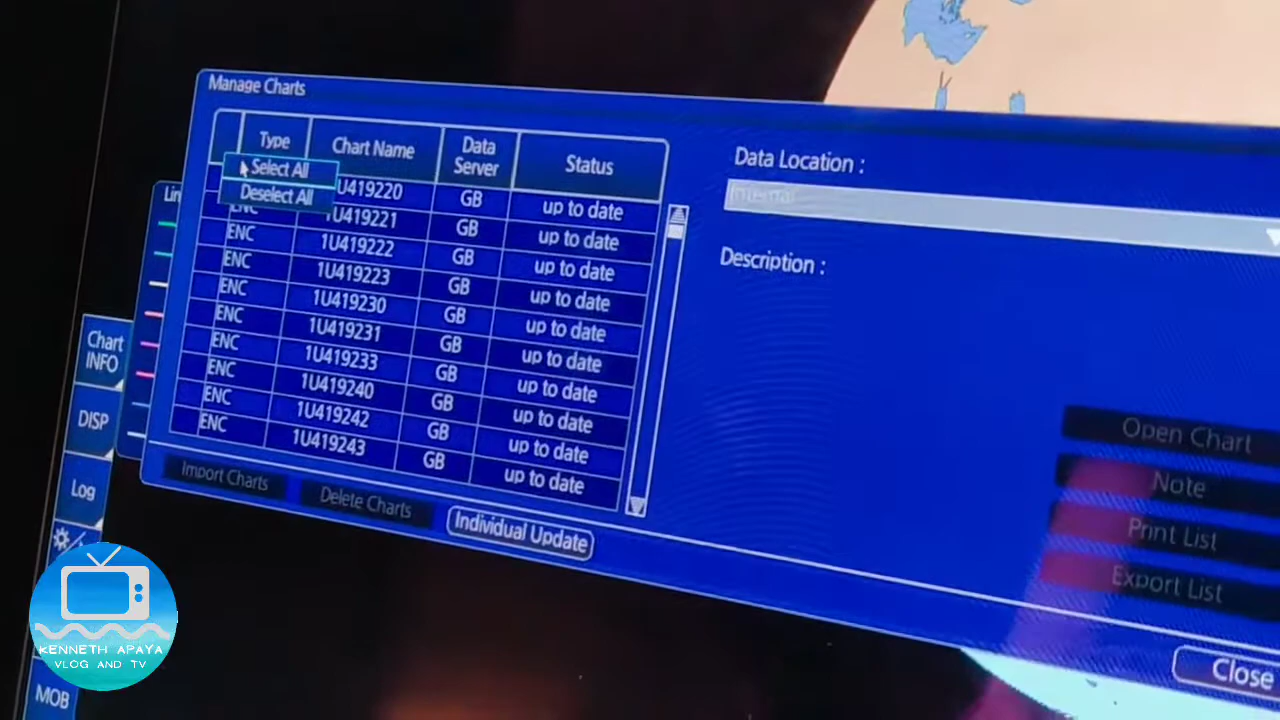 Manage Charts
Type
Chart Name
Data Server
Status
Select All
Deselect All
U419220 GB up to date
1U419221 GB up to date
ENC 1U419222 GB up to date
ENC 1U419223 GB up to date
ENC 1U419230 GB up to date
ENC 1U419231 GB up to date
ENC 1U419233 GB up to date
ENC 1U419240 GB up to date
ENC 1U419242 GB up to date
ENC 1U419243 GB up to date
Import Charts
Delete Charts
Individual Update
Data Location :
Internal
Description :
Open Chart
Note
Print List
Export List
Close
Chart INFO
DISP
Log
MOB
KENNETH APAYA
VLOG AND TV